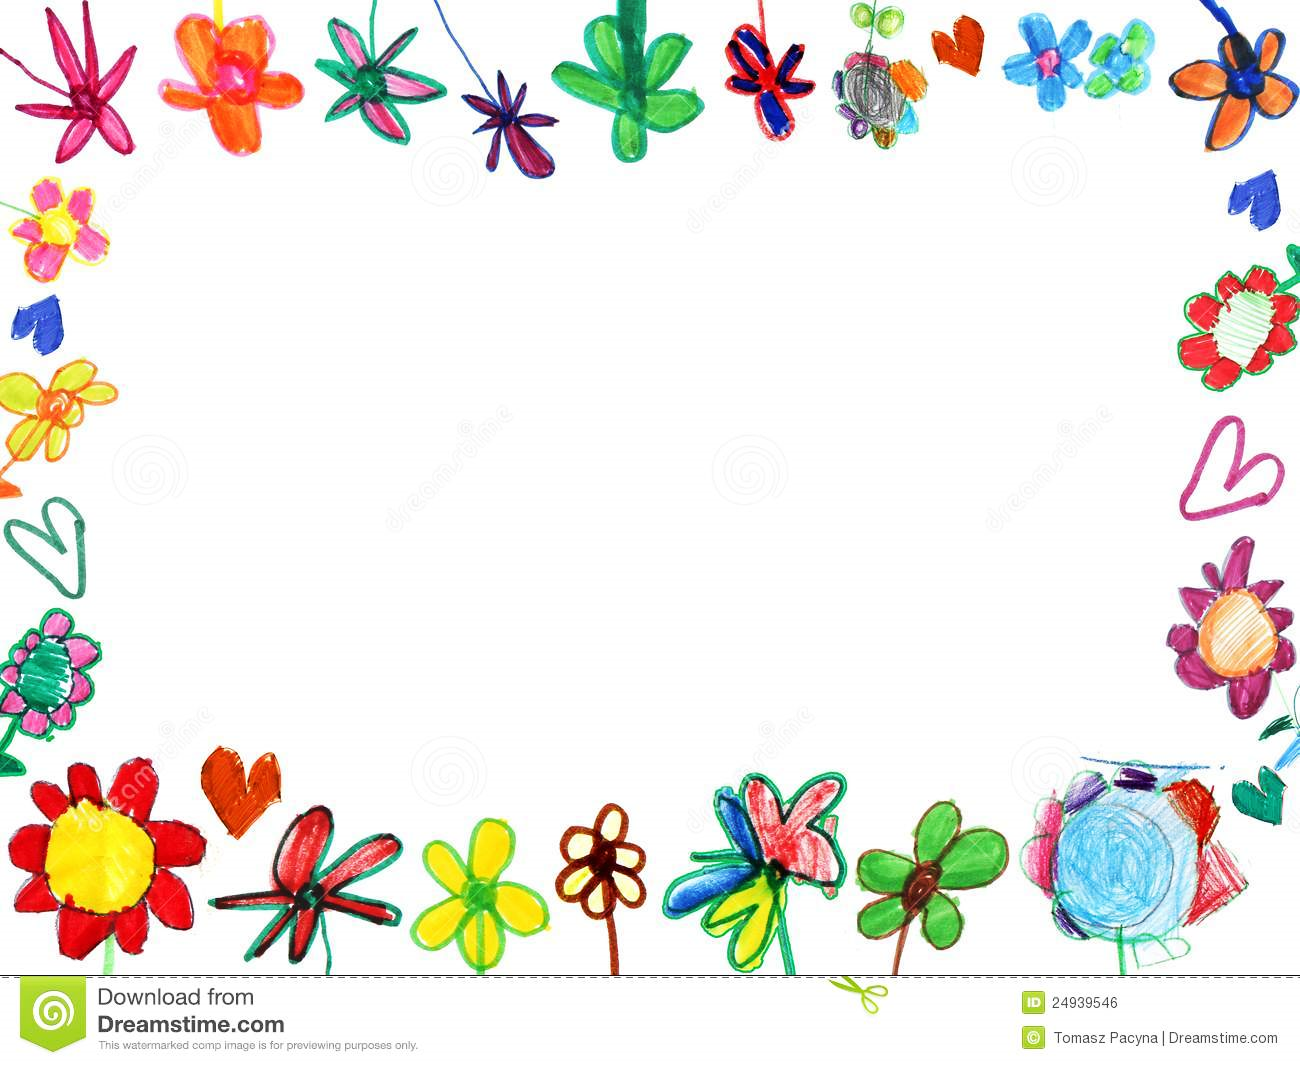 Download from
Dreamstime.com
This watermarked comp image is for previewing purposes only.
ID 24939546
© Tomasz Pacyna | Dreamstime.com
dreamstime